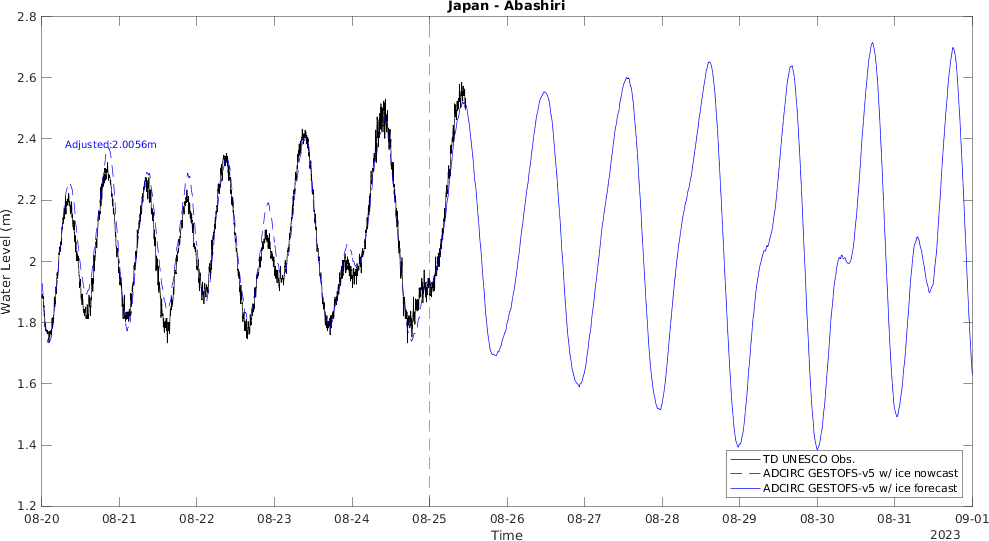 Japan - Abashiri
2.8
2.6
2.4
2.2
2
1.8
1.6
1.4
1.2
Water Level (m)
Adjusted:2.0056m
TD UNESCO Obs.
ADCIRC GESTOFS-v5 w/ ice nowcast
ADCIRC GESTOFS-v5 w/ ice forecast
08-20 08-21 08-22 08-23 08-24 08-25 08-26 08-27 08-28 08-29 08-30 08-31 09-01
Time
2023